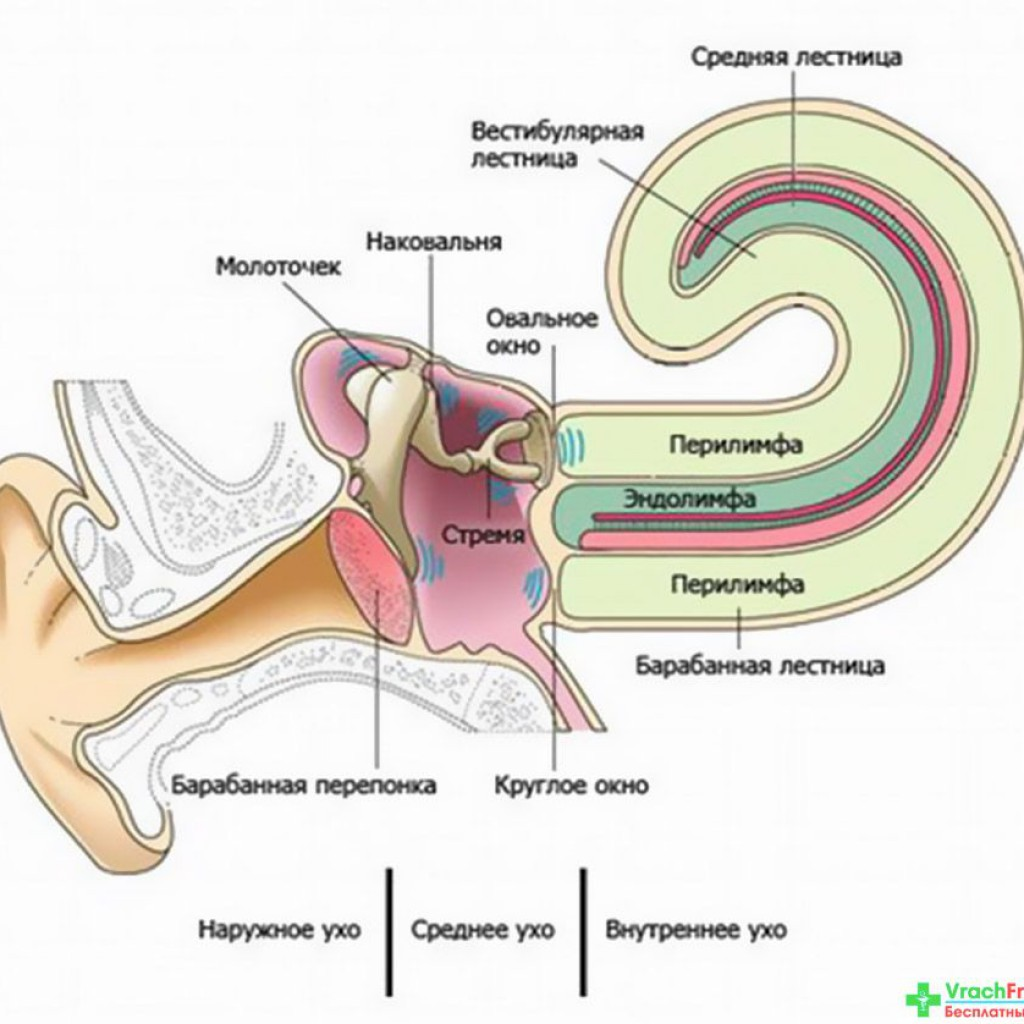 Средняя лестница
Вестибулярная
лестница
Наковальня
Молоточек
Овальное
окно
Перилимфа
Эндолимфа
Стремя
Перилимфа
Барабанная лестница
Барабанная перепонка
Круглое окно
Наружное ухо
Среднее ухо
Внутреннее ухо
VrachFr
Бесплатны